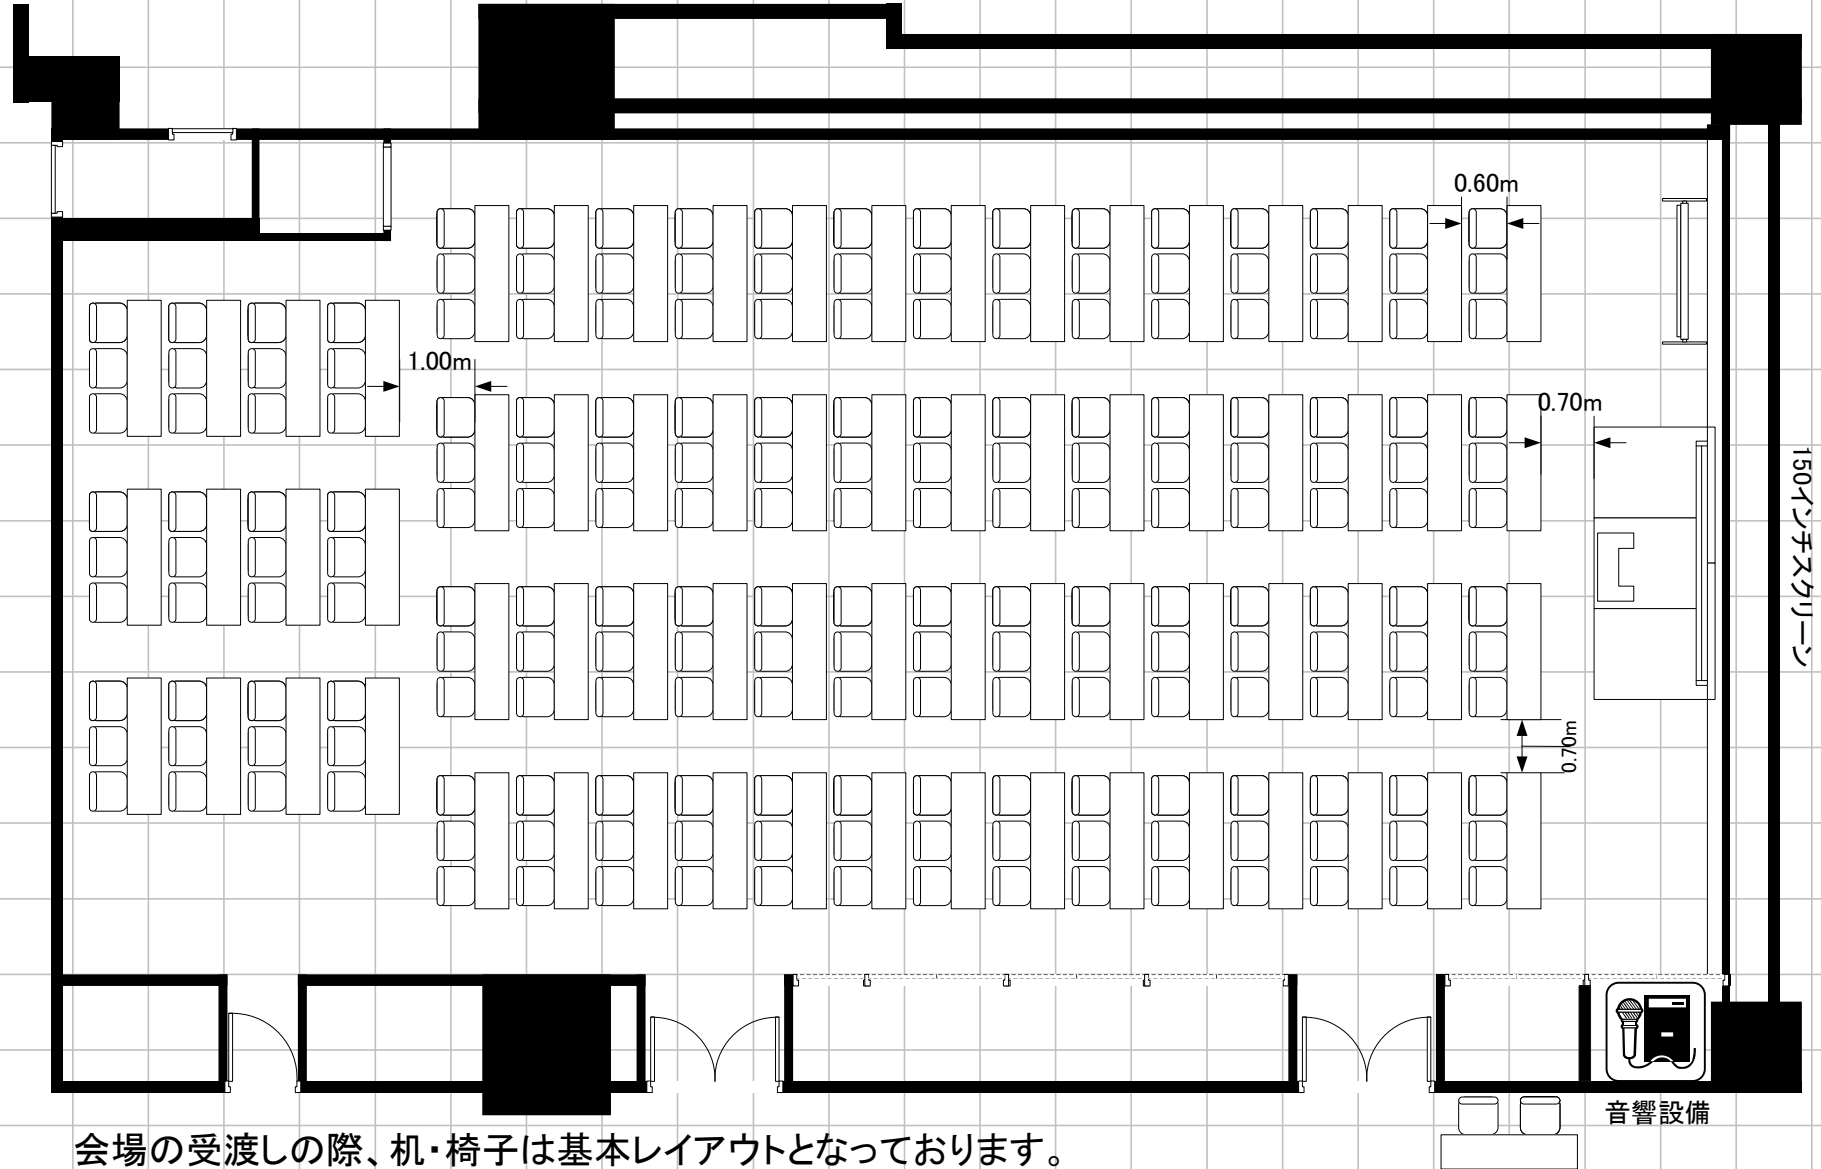 0.60m
1.00m
0.70m
150インチスクリーン
0.70m
音響設備
会場の受渡しの際、机・椅子は基本レイアウトとなっております。